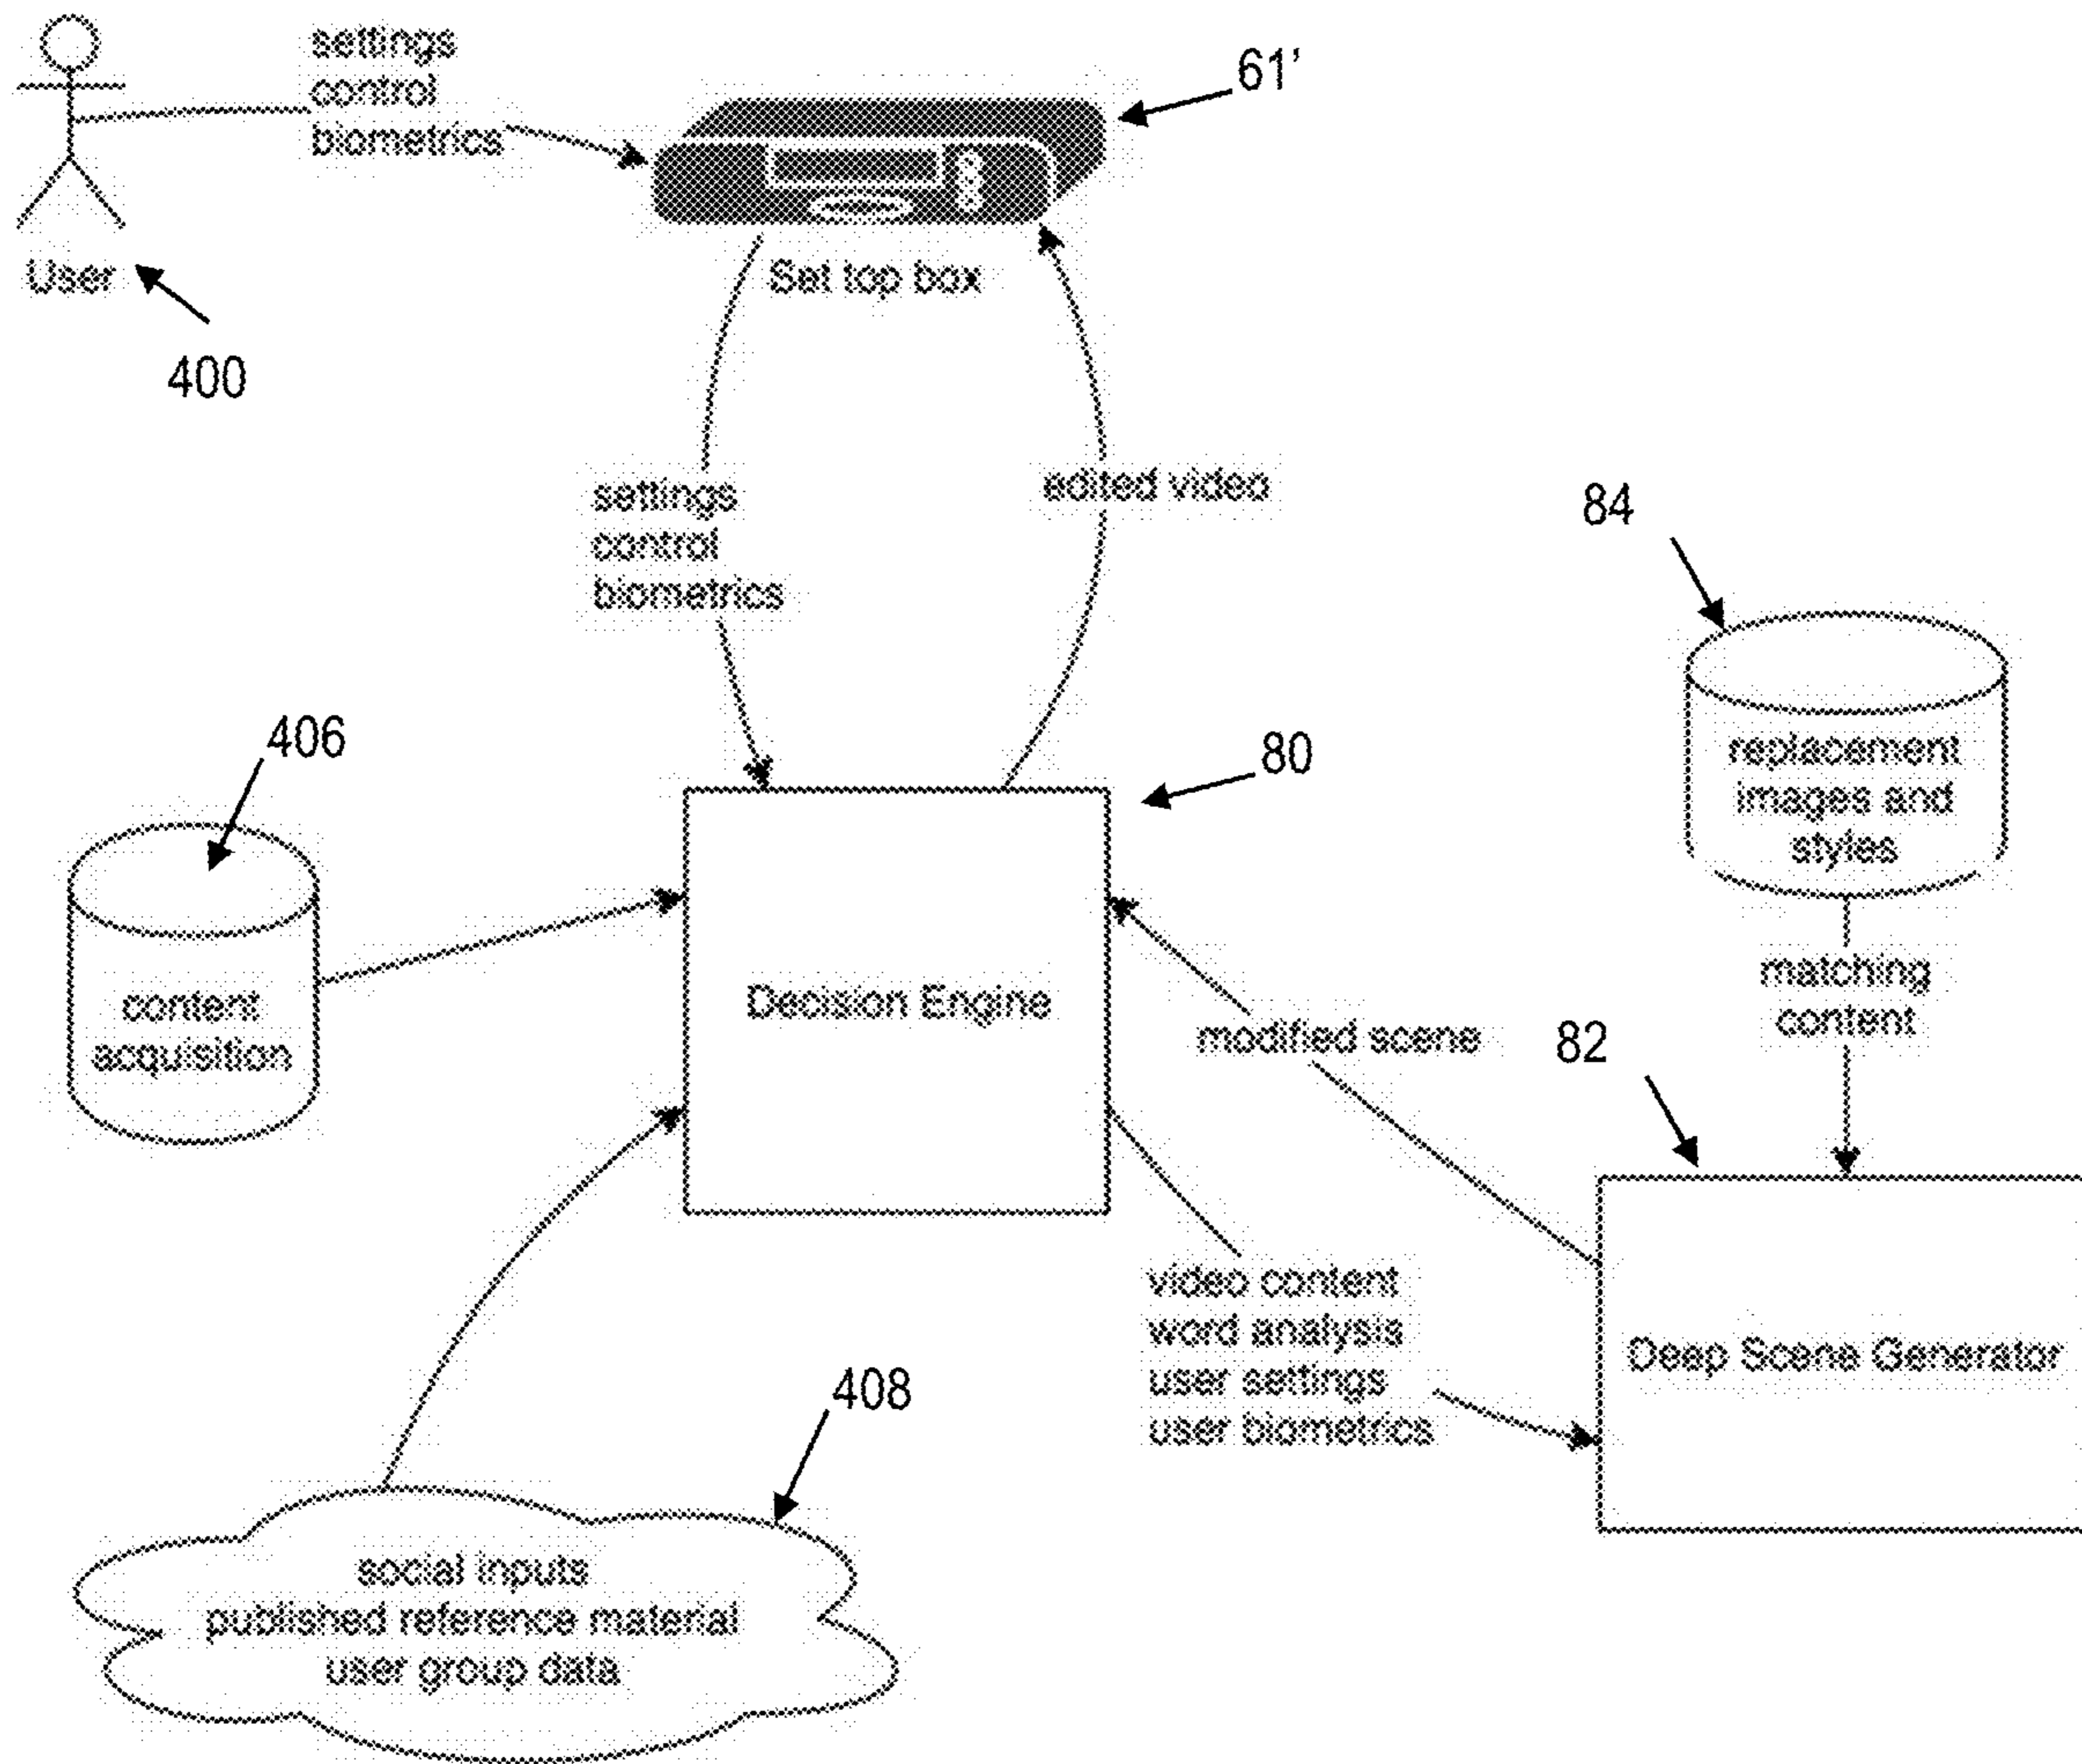 settings
control
biometrics
61’
User
Set top box
400
settings
control
biometrics
edited video
84
replacement
images and
styles
406
80
content
acquisition
Decision Engine
matching
content
modified scene
82
video content
word analysis
user settings
user biometrics
Deep Scene Generator
408
social inputs
published reference material
user group data